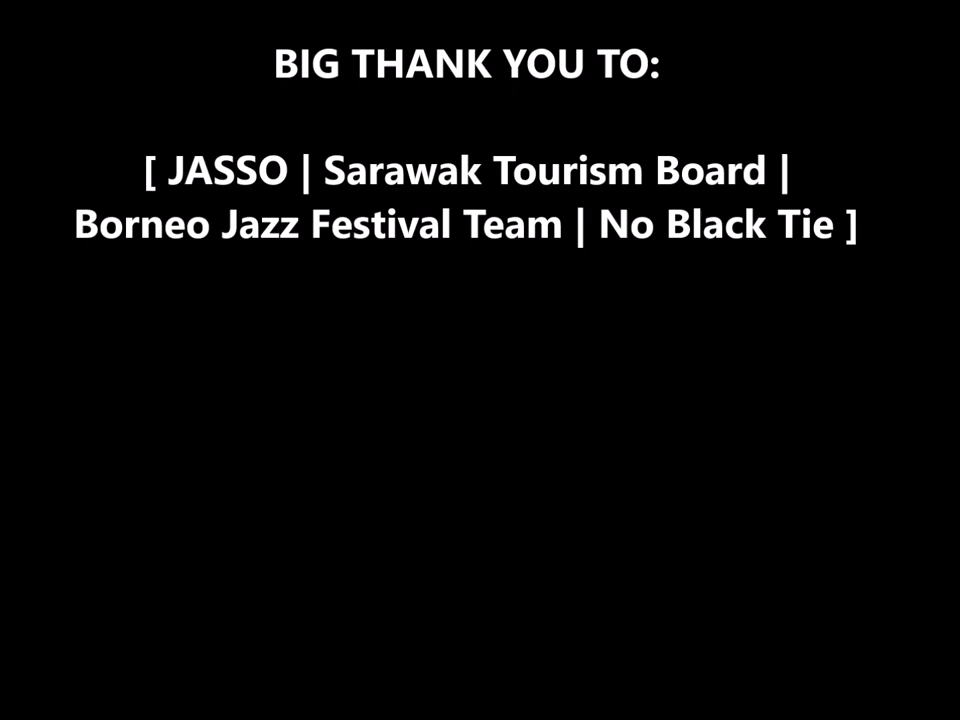 BIG THANK YOU TO:
[ JASSO | Sarawak Tourism Board |
Borneo Jazz Festival Team | No Black Tie ]